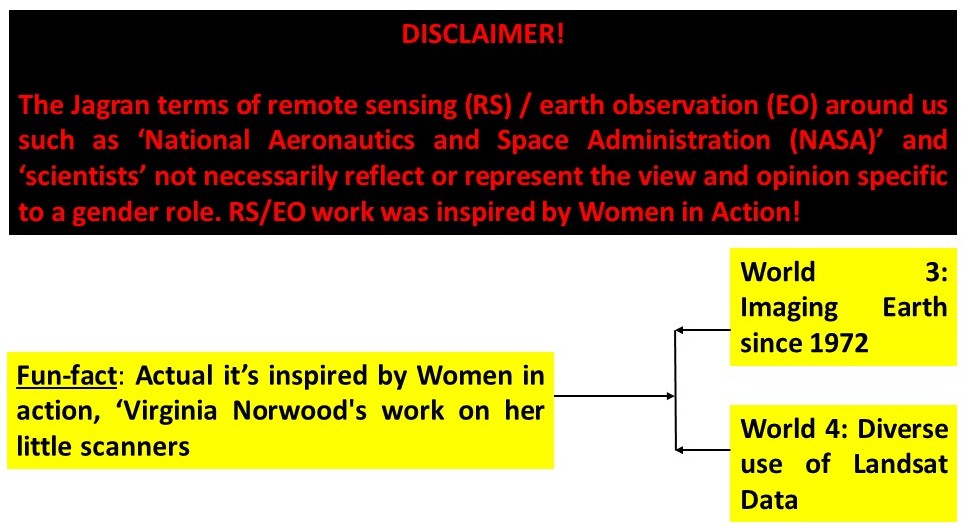 DISCLAIMER!
The Jagran terms of remote sensing (RS) / earth observation (EO) around us
such as ‘National Aeronautics and Space Administration (NASA)’ and
‘scientists’ not necessarily reflect or represent the view and opinion specific
to a gender role. RS/EO work was inspired by Women in Action!
World 3:
Imaging Earth
since 1972
Fun-fact: Actual it’s inspired by Women in
action, ‘Virginia Norwood's work on her
little scanners
World 4: Diverse
use of Landsat
Data